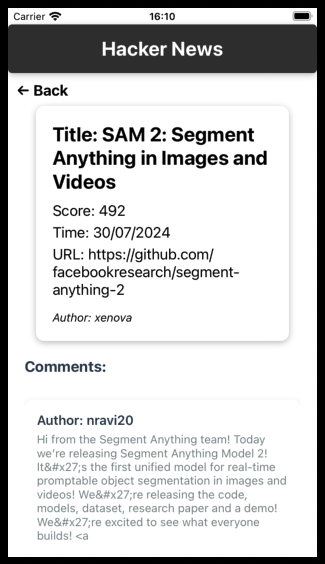 Carrier 16:10
Hacker News
← Back
Title: SAM 2: Segment
Anything in Images and
Videos
Score: 492
Time: 30/07/2024
URL: https://github.com/
facebookresearch/segment-
anything-2
Author: xenova
Comments:
Author: nravi20
Hi from the Segment Anything team! Today
we're releasing Segment Anything Model 2!
It&#x27;s the first unified model for real-time
promptable object segmentation in images and
videos! We&#x27;re releasing the code,
models, dataset, research paper and a demo!
We&#x27;re excited to see what everyone
builds! <a